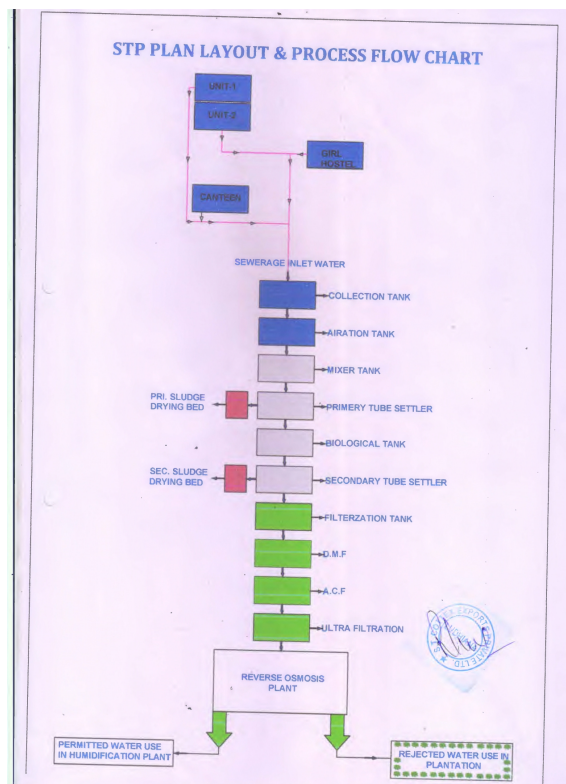 STP PLAN LAYOUT & PROCESS FLOW CHART
UNIT-1
UNIT-2
GIRL
HOSTEL
CANTEEN
SEWERAGE INLET WATER
COLLECTION TANK
AIRATION TANK
MIXER TANK
PRI. SLUDGE
DRYING BED
PRIMERY TUBE SETTLER
BIOLOGICAL TANK
SEC. SLUDGE
DRYING BED
SECONDARY TUBE SETTLER
FILTERZATION TANK
D.M.F
A.C.F
ULTRA FILTRATION
REVERSE OSMOSIS
PLANT
PERMITTED WATER USE
IN HUMIDIFICATION PLANT
REJECTED WATER USE IN
PLANTATION